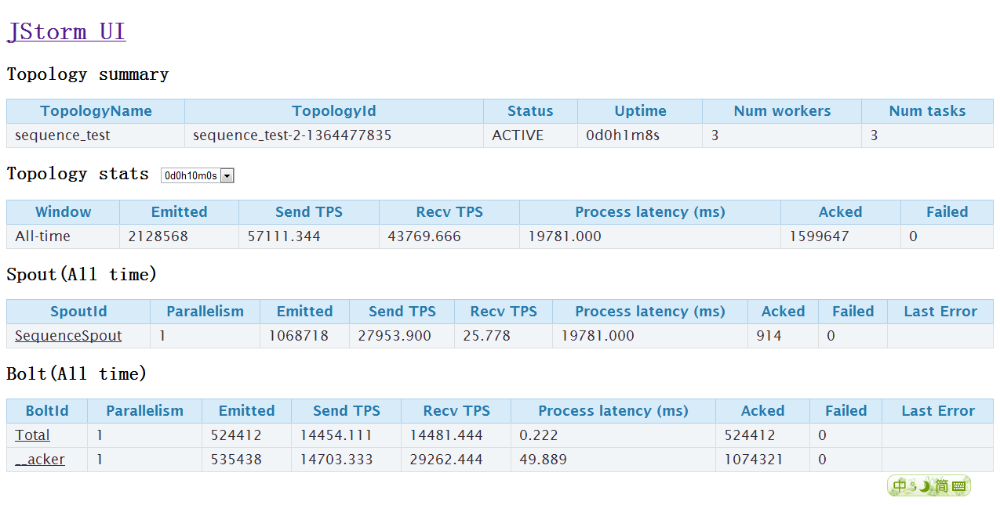 JStorm UI
Topology summary
TopologyName TopologyId Status Uptime Num workers Num tasks
sequence_test sequence_test-2-1364477835 ACTIVE 0d0h1m8s 3 3
Topology stats 0d0h10m0s
Window Emitted Send TPS Recv TPS Process latency (ms) Acked Failed
All-time 2128568 57111.344 43769.666 19781.000 1599647 0
Spout(All time)
SpoutId Parallelism Emitted Send TPS Recv TPS Process latency (ms) Acked Failed Last Error
SequenceSpout 1 1068718 27953.900 25.778 19781.000 914 0
Bolt(All time)
BoltId Parallelism Emitted Send TPS Recv TPS Process latency (ms) Acked Failed Last Error
Total 1 524412 14454.111 14481.444 0.222 524412 0
__acker 1 535438 14703.333 29262.444 49.889 1074321 0
中 简